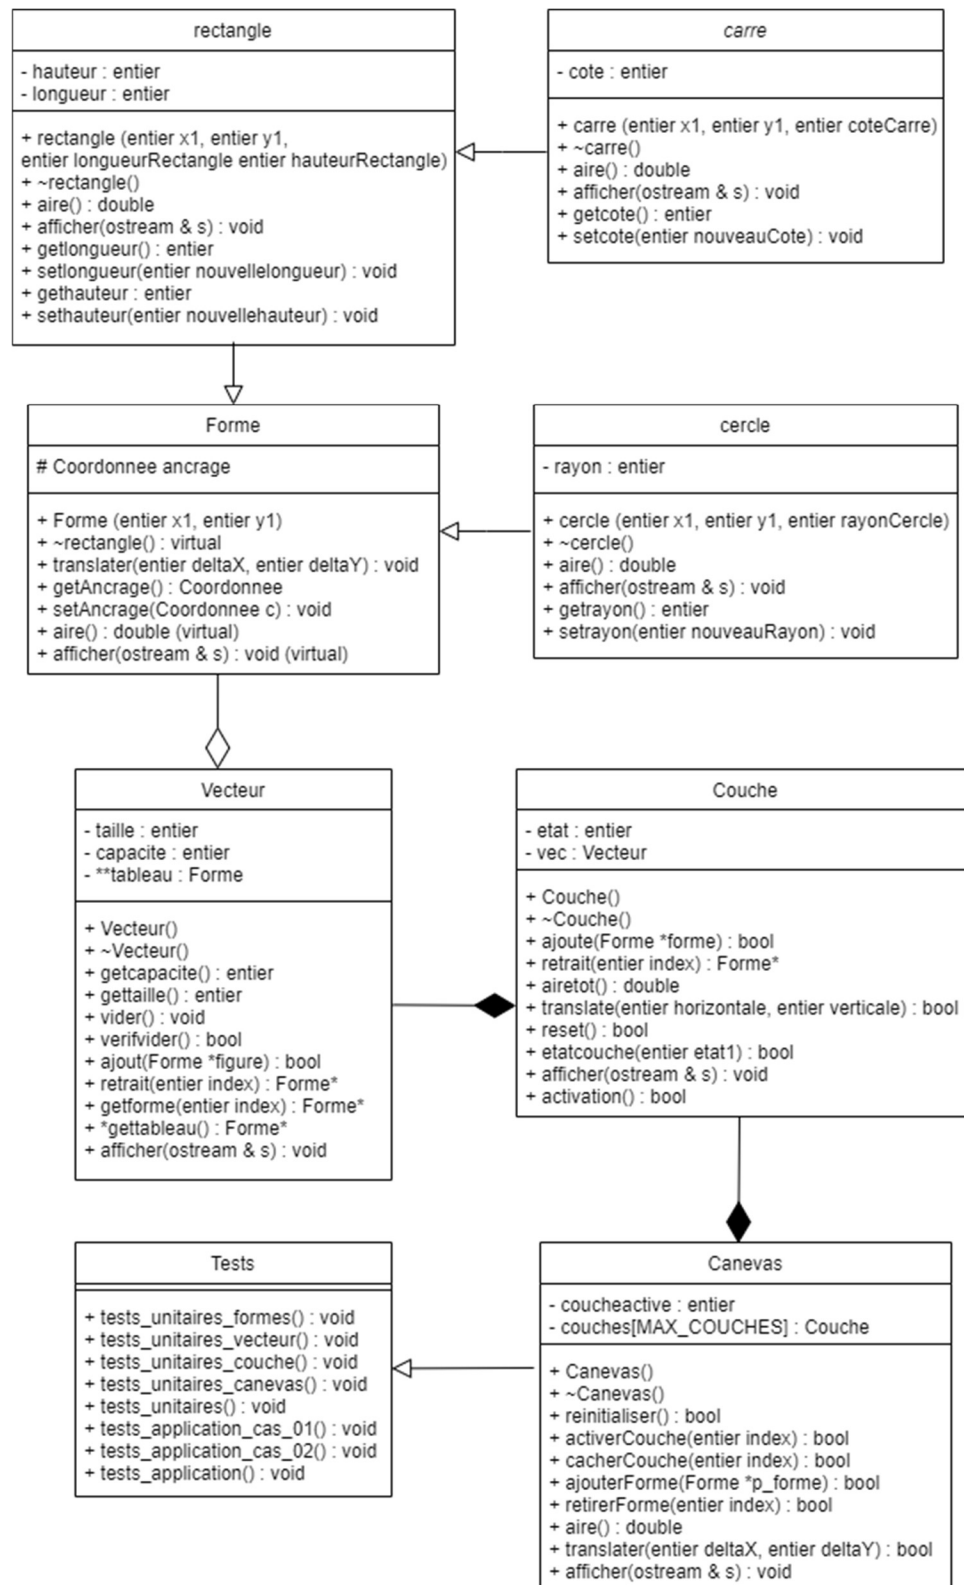 rectangle
- hauteur : entier
- longueur : entier
+ rectangle (entier x1, entier y1,
entier longueurRectangle entier hauteurRectangle)
+ ~rectangle()
+ aire() : double
+ afficher(ostream & s) : void
+ getlongueur() : entier
+ setlongueur(entier nouvellelongueur) : void
+ gethauteur : entier
+ sethauteur(entier nouvellehauteur) : void
carre
- cote : entier
+ carre (entier x1, entier y1, entier coteCarre)
+ ~carre()
+ aire() : double
+ afficher(ostream & s) : void
+ getcote() : entier
+ setcote(entier nouveauCote) : void
Forme
# Coordonnee ancrage
+ Forme (entier x1, entier y1)
+ ~rectangle() : virtual
+ translater(entier deltaX, entier deltaY) : void
+ getAncrage() : Coordonnee
+ setAncrage(Coordonnee c) : void
+ aire() : double (virtual)
+ afficher(ostream & s) : void (virtual)
cercle
- rayon : entier
+ cercle (entier x1, entier y1, entier rayonCercle)
+ ~cercle()
+ aire() : double
+ afficher(ostream & s) : void
+ getrayon() : entier
+ setrayon(entier nouveauRayon) : void
Vecteur
- taille : entier
- capacite : entier
- **tableau : Forme
+ Vecteur()
+ ~Vecteur()
+ getcapacite() : entier
+ gettaille() : entier
+ vider() : void
+ verifvider() : bool
+ ajout(Forme *figure) : bool
+ retrait(entier index) : Forme*
+ getforme(entier index) : Forme*
+ *gettableau() : Forme*
+ afficher(ostream & s) : void
Couche
- etat : entier
- vec : Vecteur
+ Couche()
+ ~Couche()
+ ajoute(Forme *forme) : bool
+ retrait(entier index) : Forme*
+ airetot() : double
+ translate(entier horizontale, entier verticale) : bool
+ reset() : bool
+ etatcouche(entier etat1) : bool
+ afficher(ostream & s) : void
+ activation() : bool
Tests
+ tests_unitaires_formes() : void
+ tests_unitaires_vecteur() : void
+ tests_unitaires_couche() : void
+ tests_unitaires_canevas() : void
+ tests_unitaires() : void
+ tests_application_cas_01() : void
+ tests_application_cas_02() : void
+ tests_application() : void
Canevas
- coucheactive : entier
- couches[MAX_COUCHES] : Couche
+ Canevas()
+ ~Canevas()
+ reinitialiser() : bool
+ activerCouche(entier index) : bool
+ cacherCouche(entier index) : bool
+ ajouterForme(Forme *p_forme) : bool
+ retirerForme(entier index) : bool
+ aire() : double
+ translater(entier deltaX, entier deltaY) : bool
+ afficher(ostream & s) : void